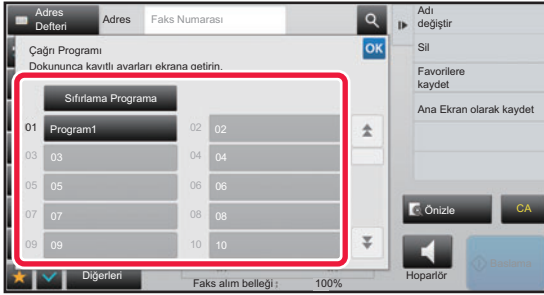 Adres
Defteri
Adres
Faks Numarası
Adı
değiştir
Çağrı Programı
OK
Sil
Dokununca kayıtlı ayarları ekrana getirin.
Favorilere
kaydet
Sıfırlama Programa
Ana Ekran olarak kaydet
01 Program1
02 02
03 03
04 04
05 05
06 06
07 07
08 08
Önizle
CA
09 09
10 10
Diğerleri
Faks alım belleği : 100%
Hoparlör